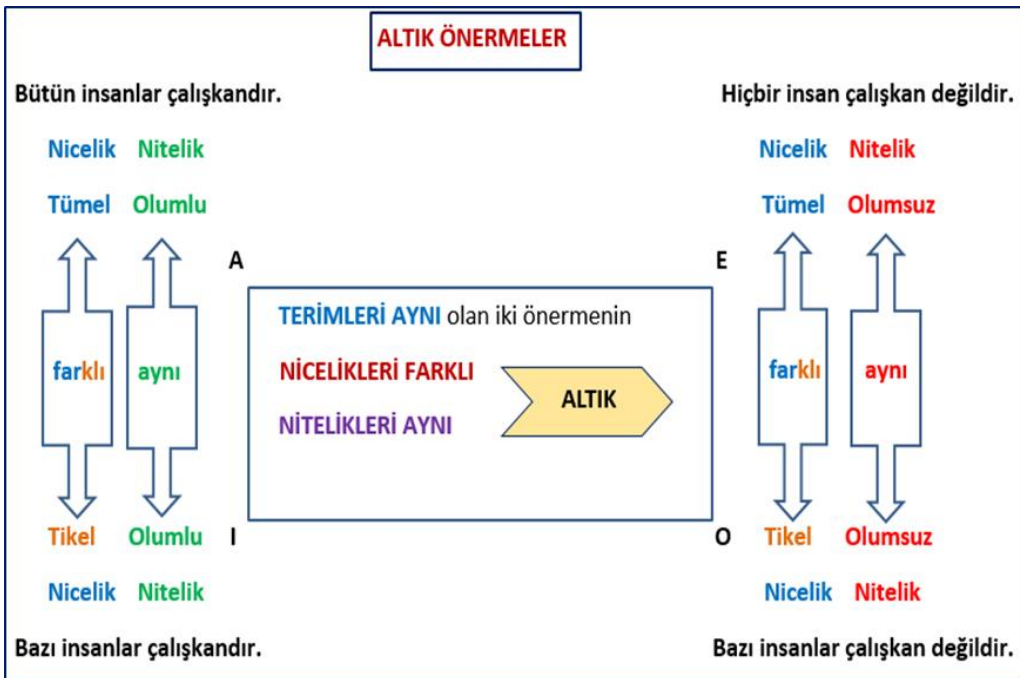 ALTIK ÖNERMELER
Bütün insanlar çalışkandır.
Hiçbir insan çalışkan değildir.
Nicelik Nitelik
Nicelik Nitelik
Tümel Olumlu
Tümel Olumsuz
A
E
TERİMLERİ AYNI olan iki önermenin
NİCELİKLERİ FARKLI
NİTELİKLERİ AYNI
ALTIK
farklı aynı
farklı aynı
Tikel Olumlu I
O Tikel Olumsuz
Nicelik Nitelik
Nicelik Nitelik
Bazı insanlar çalışkandır.
Bazı insanlar çalışkan değildir.